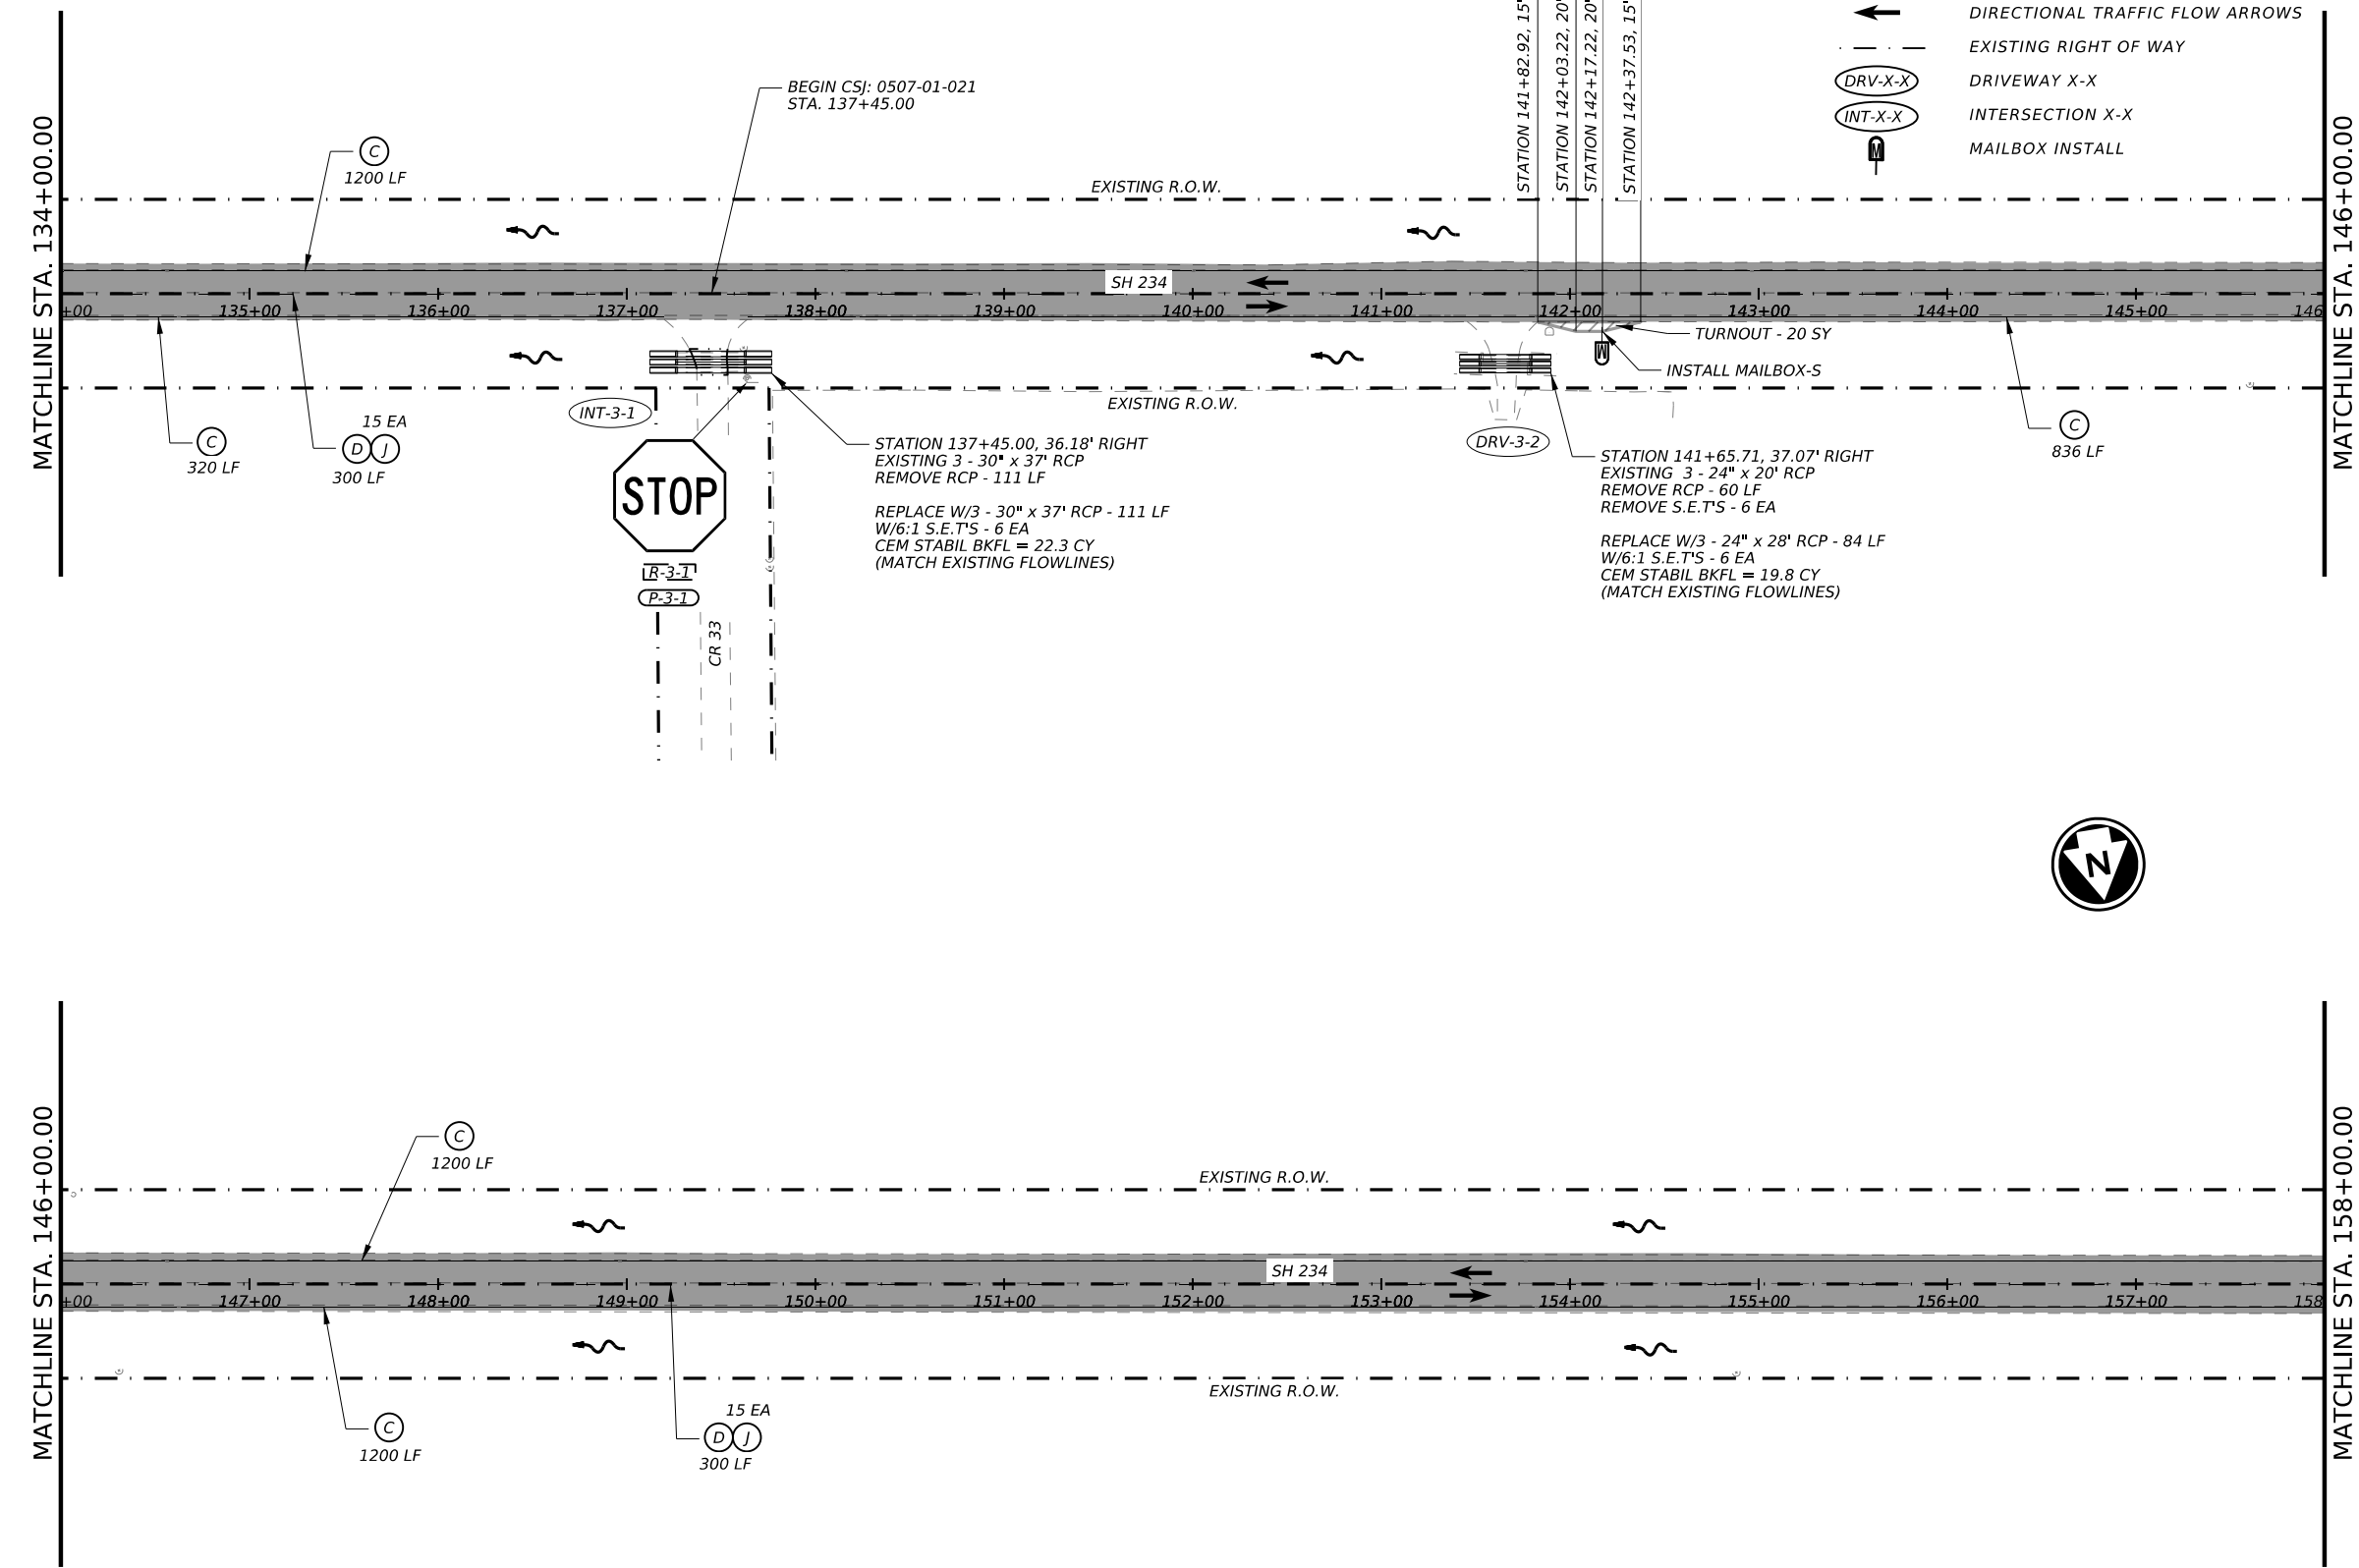 DIRECTIONAL TRAFFIC FLOW ARROWS
EXISTING RIGHT OF WAY
DRV-X-X DRIVEWAY X-X
INT-X-X INTERSECTION X-X
M MAILBOX INSTALL
STATION 141+82.92, 15'
STATION 142+03.22, 20'
STATION 142+17.22, 20'
STATION 142+37.53, 15'
MATCHLINE STA. 134+00.00
MATCHLINE STA. 146+00.00
BEGIN CSJ: 0507-01-021
STA. 137+45.00
C
1200 LF
EXISTING R.O.W.
SH 234
+00 135+00 136+00 137+00 138+00 139+00 140+00 141+00 142+00 143+00 144+00 145+00 146
TURNOUT - 20 SY
M
INSTALL MAILBOX-S
EXISTING R.O.W.
INT-3-1
C
320 LF
15 EA
D J
300 LF
STOP
R-3-1
P-3-1
CR 33
STATION 137+45.00, 36.18' RIGHT
EXISTING 3 - 30" x 37' RCP
REMOVE RCP - 111 LF
REPLACE W/3 - 30" x 37' RCP - 111 LF
W/6:1 S.E.T'S - 6 EA
CEM STABIL BKFL = 22.3 CY
(MATCH EXISTING FLOWLINES)
DRV-3-2
STATION 141+65.71, 37.07' RIGHT
EXISTING 3 - 24" x 20' RCP
REMOVE RCP - 60 LF
REMOVE S.E.T'S - 6 EA
REPLACE W/3 - 24" x 28' RCP - 84 LF
W/6:1 S.E.T'S - 6 EA
CEM STABIL BKFL = 19.8 CY
(MATCH EXISTING FLOWLINES)
C
836 LF
N
MATCHLINE STA. 146+00.00
MATCHLINE STA. 158+00.00
C
1200 LF
EXISTING R.O.W.
SH 234
+00 147+00 148+00 149+00 150+00 151+00 152+00 153+00 154+00 155+00 156+00 157+00 158
EXISTING R.O.W.
C
1200 LF
15 EA
D J
300 LF